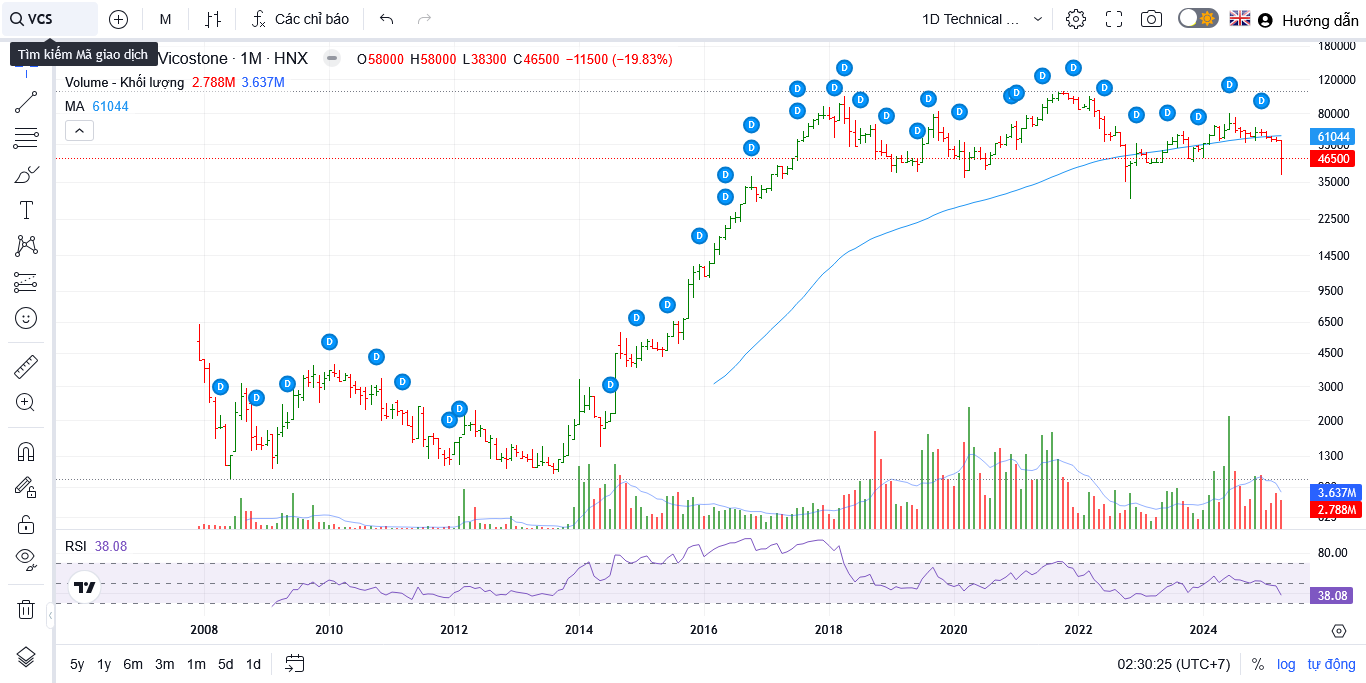 VCS
M
Các chỉ báo
1D Technical ...
Hướng dẫn
Tìm kiếm Mã giao dịch
Vicostone · 1M · HNX
O58000 H58000 L38300 C46500 −11500 (−19.83%)
Volume - Khối lượng 2.788M 3.637M
MA 61044
180000
120000
80000
61044
46500
35000
22500
14500
9500
6500
4500
3000
2000
1300
3.637M
2.788M
D D D D D D D D D D D D D D D D D D D D D D D D D D D D D D D D D D D
RSI 38.08
80.00
38.08
2008 2010 2012 2014 2016 2018 2020 2022 2024
5y 1y 6m 3m 1m 5d 1d
02:30:25 (UTC+7) % log tự động